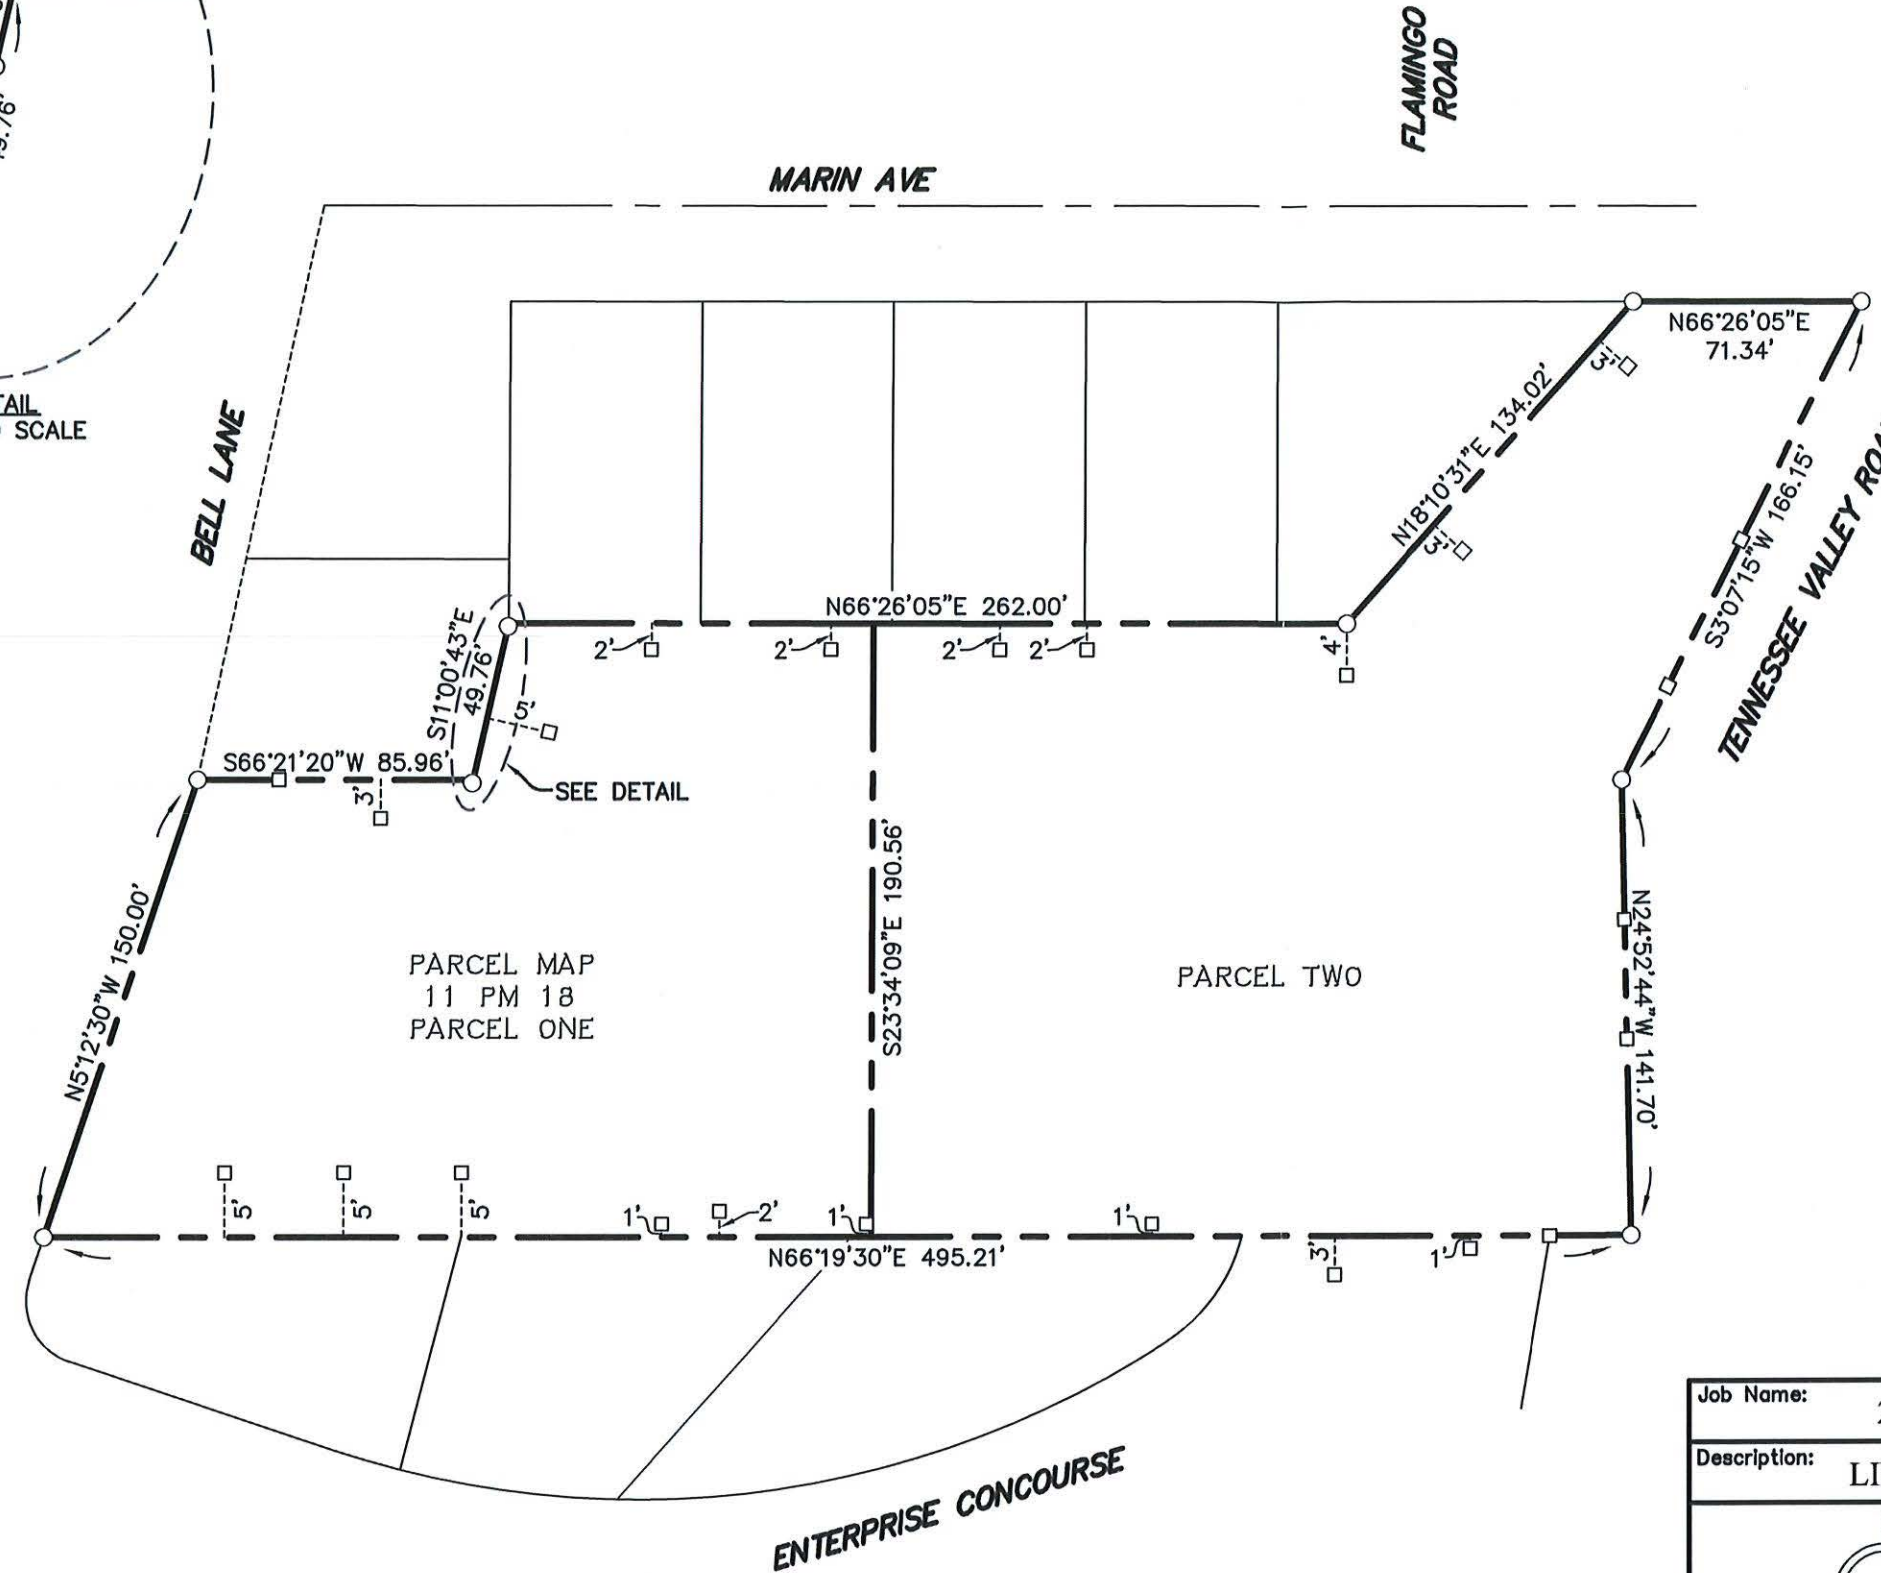 FLAMINGO
ROAD
MARIN AVE
N66°26'05"E
71.34'
TAIL
SCALE
BELL LANE
3'
N18°10'31"E 134.02'
3'
S3°07'15"W 166.15'
TENNESSEE VALLEY
N66°26'05"E 262.00'
2'
2'
2'
2'
4'
S11°00'43"E
49.76'
5'
S66°21'20"W 85.96'
3'
SEE DETAIL
S23°34'09"E 190.56'
N5°12'30"W 150.00'
N24°52'44"W 141.70'
PARCEL MAP
11 PM 18
PARCEL ONE
PARCEL TWO
5'
5'
5'
1'
2'
1'
1'
3'
1'
N66°19'30"E 495.21'
ENTERPRISE CONCOURSE
Job Name:
Description: